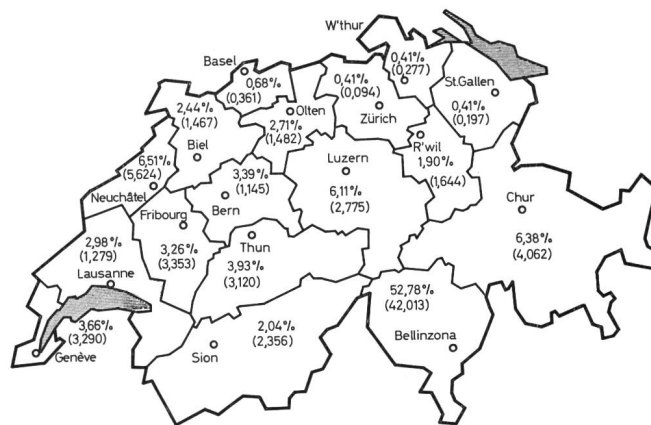 W'thur
Basel
0,41%
(0,277)
0,68%
(0,361)
0,41%
(0,094)
St.Gallen
2,44%
(1,467)
Olten
Zürich
0,41%
(0,197)
2,71%
(1,482)
R'wil
1,90%
(1,644)
Biel
6,51%
(5,624)
Luzern
3,39%
(1,145)
Neuchâtel
Bern
6,11%
(2,775)
Chur
Fribourg
2,98%
(1,279)
Thun
6,38%
(4,062)
3,26%
(3,353)
3,93%
(3,120)
Lausanne
52,78%
(42,013)
3,66%
(3,290)
2,04%
(2,356)
Bellinzona
Genève
Sion